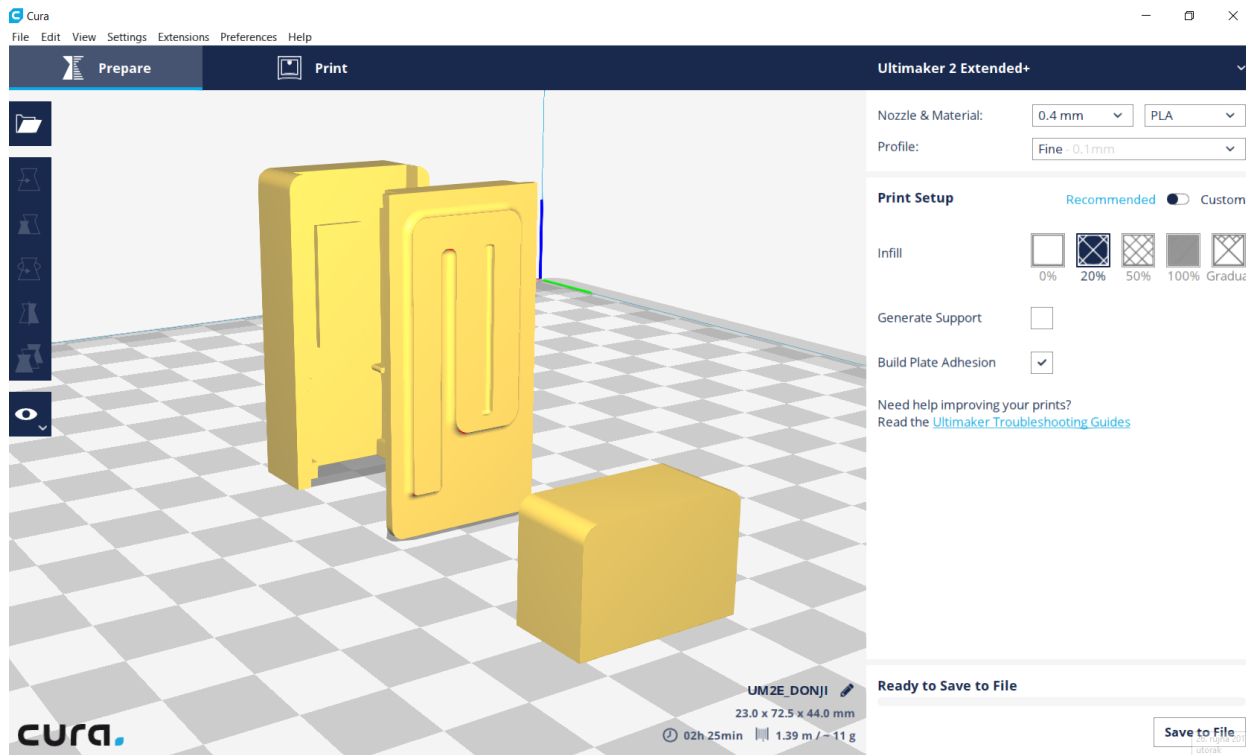 Cura
File Edit View Settings Extensions Preferences Help
Prepare
Print
Ultimaker 2 Extended+
Nozzle & Material:
0.4 mm
PLA
Profile:
Fine - 0.1mm
Print Setup
Recommended
Custom
Infill
0% 20% 50% 100% Gradua
Generate Support
Build Plate Adhesion
Need help improving your prints?
Read the Ultimaker Troubleshooting Guides
UM2E_DONJI
23.0 x 72.5 x 44.0 mm
02h 25min 1.39 m / ~ 11 g
cura.
Ready to Save to File
Save to File
utorak